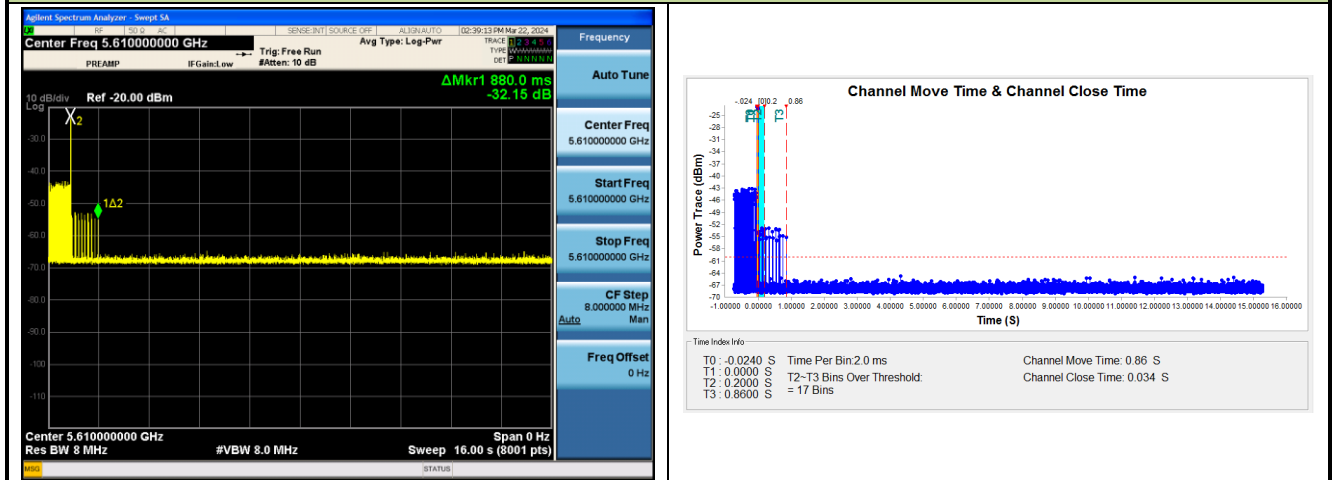 Agilent Spectrum Analyzer - Swept SA
RF 50 Ω AC SENSE:INT SOURCE OFF ALIGN AUTO 02:39:13 PM Mar 22, 2024
Center Freq 5.610000000 GHz
Avg Type: Log-Pwr
TRACE 1 2 3 4 5 6
TYPE
DET P N N N N N
PREAMP
IFGain:Low
Trig: Free Run
#Atten: 10 dB
ΔMkr1 880.0 ms
-32.15 dB
10 dB/div
Log
Ref -20.00 dBm
2
1Δ2
-30.0
-40.0
-50.0
-60.0
-70.0
-80.0
-90.0
-100
-110
Center 5.610000000 GHz
Span 0 Hz
Res BW 8 MHz
#VBW 8.0 MHz
Sweep 16.00 s (8001 pts)
MSG
STATUS
Frequency
Auto Tune
Center Freq
5.610000000 GHz
Start Freq
5.610000000 GHz
Stop Freq
5.610000000 GHz
CF Step
8.000000 MHz
Auto Man
Freq Offset
0 Hz
Channel Move Time & Channel Close Time
-.024 [0]0.2 0.86
T3
Power Trace (dBm)
-25
-28
-31
-34
-37
-40
-43
-46
-49
-52
-55
-58
-61
-64
-67
-70
-1.00000 0.00000 1.00000 2.00000 3.00000 4.00000 5.00000 6.00000 7.00000 8.00000 9.00000 10.00000 11.00000 12.00000 13.00000 14.00000 15.00000 16.00000
Time (S)
Time Index Info
T0 : -0.0240 S
T1 : 0.0000 S
T2 : 0.2000 S
T3 : 0.8600 S
Time Per Bin:2.0 ms
T2~T3 Bins Over Threshold:
= 17 Bins
Channel Move Time: 0.86 S
Channel Close Time: 0.034 S